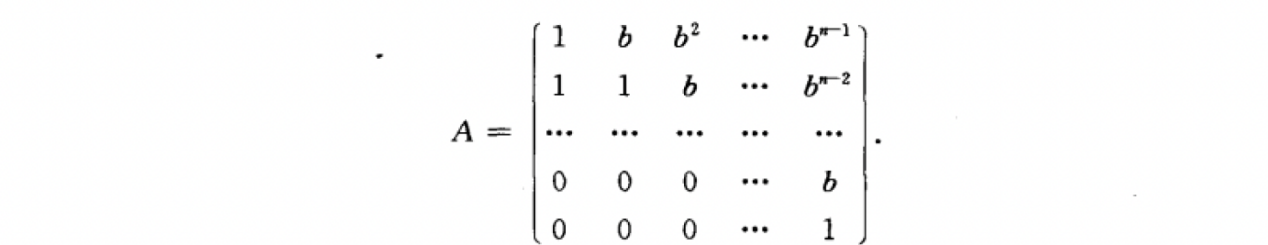 1 b b² ⋯ bⁿ⁻¹
1 1 b ⋯ bⁿ⁻²
A = ⋯ ⋯ ⋯ ⋯ ⋯ .
0 0 0 ⋯ b
0 0 0 ⋯ 1